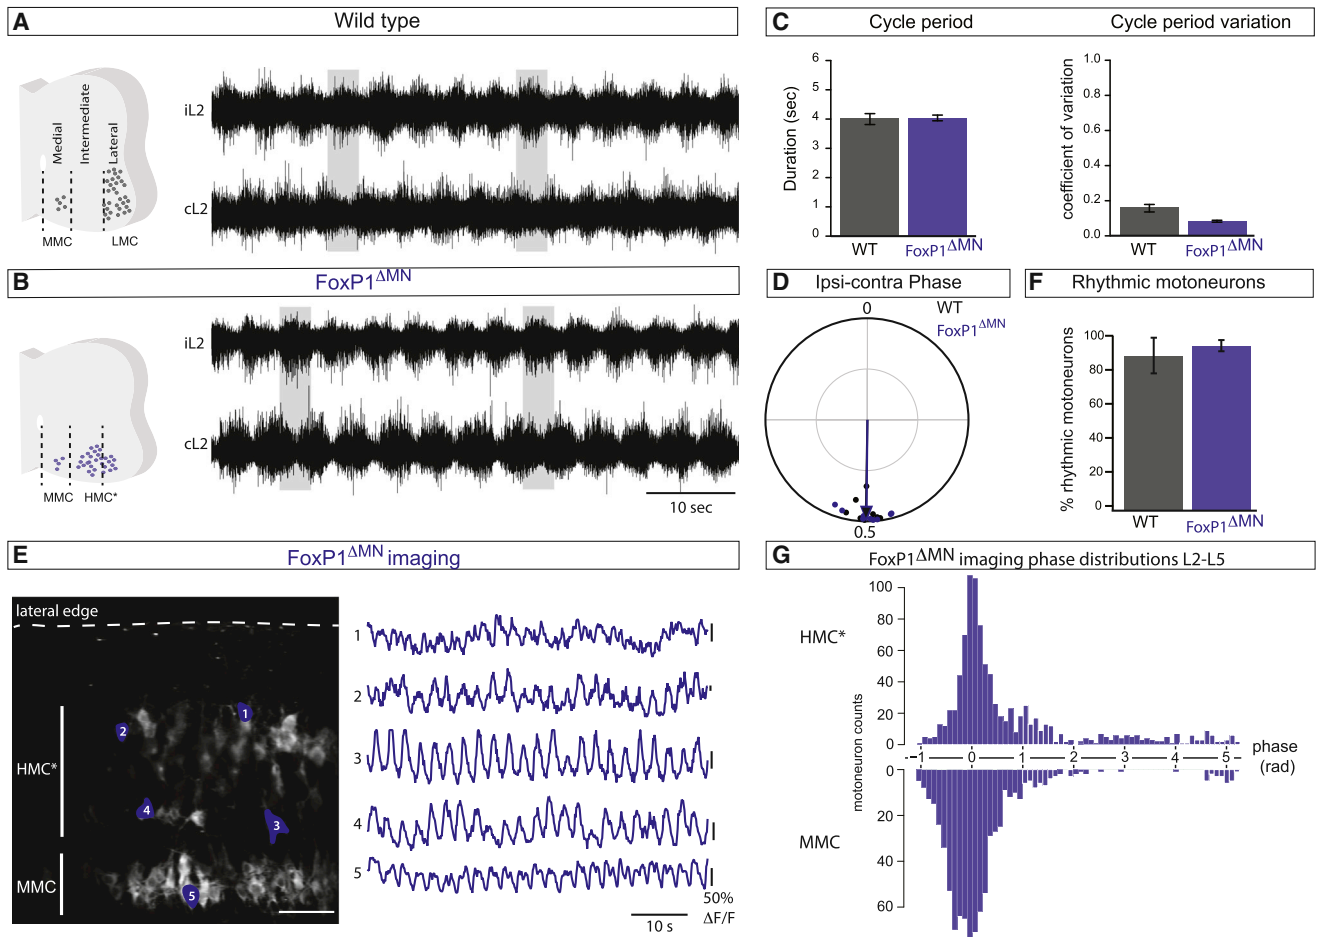 A Wild type
Medial
Intermediate
Lateral
MMC LMC
iL2
cL2
B FoxP1ΔMN
MMC HMC*
iL2
cL2
10 sec
C Cycle period Cycle period variation
Duration (sec)
6
5
4
3
2
1
0
WT FoxP1ΔMN
coefficient of variation
1.0
0.8
0.6
0.4
0.2
0.0
WT FoxP1ΔMN
D Ipsi-contra Phase
WT
FoxP1ΔMN
0
0.5
F Rhythmic motoneurons
% rhythmic motoneurons
100
80
60
40
20
0
WT FoxP1ΔMN
E FoxP1ΔMN imaging
lateral edge
HMC*
MMC
1
2
4
3
5
1
2
3
4
5
50%
ΔF/F
10 s
G FoxP1ΔMN imaging phase distributions L2-L5
HMC*
MMC
motoneuron counts
100
80
60
40
20
0
-1 0 1 2 3 4 5
phase
(rad)
0
20
40
60